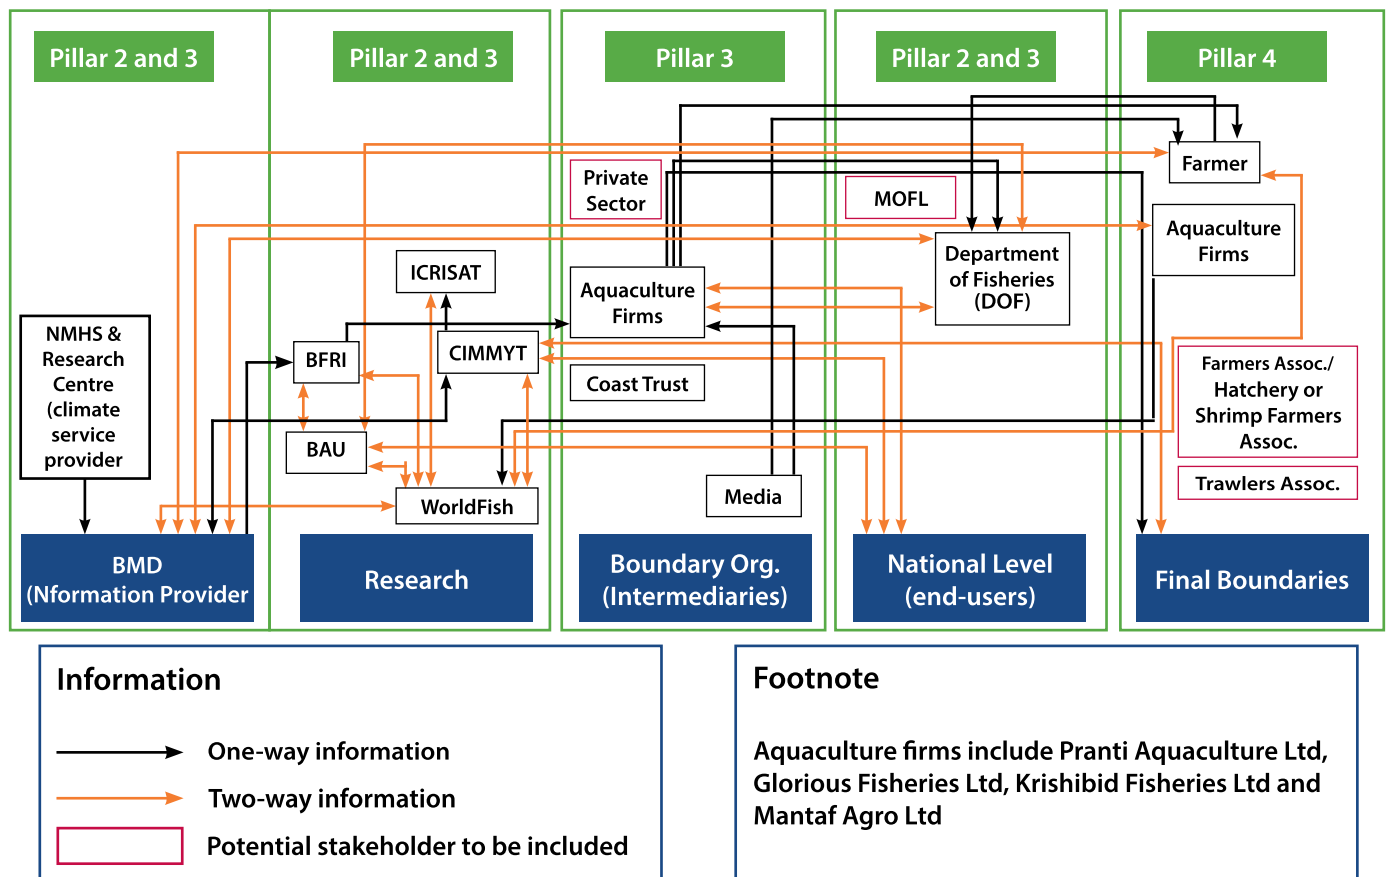 Pillar 2 and 3
Pillar 2 and 3
Pillar 3
Pillar 2 and 3
Pillar 4
NMHS &
Research
Centre
(climate
service
provider
BMD
(Nformation Provider
ICRISAT
BFRI
CIMMYT
BAU
WorldFish
Research
Private
Sector
Aquaculture
Firms
Coast Trust
Media
Boundary Org.
(Intermediaries)
MOFL
Department
of Fisheries
(DOF)
National Level
(end-users)
Farmer
Aquaculture
Firms
Farmers Assoc./
Hatchery or
Shrimp Farmers
Assoc.
Trawlers Assoc.
Final Boundaries
Information
One-way information
Two-way information
Potential stakeholder to be included
Footnote
Aquaculture firms include Pranti Aquaculture Ltd,
Glorious Fisheries Ltd, Krishibid Fisheries Ltd and
Mantaf Agro Ltd